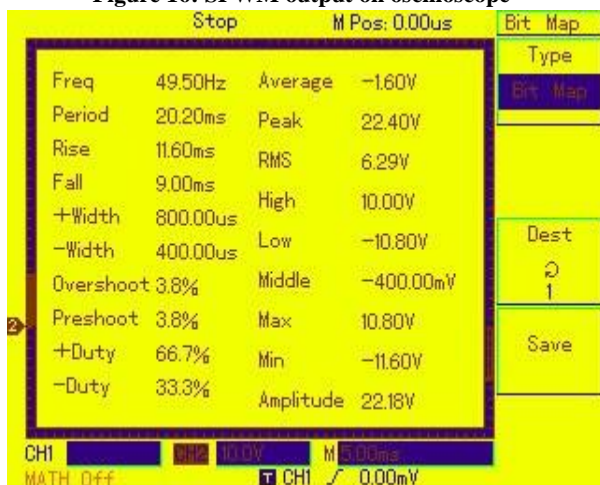 Figure 16: SPWM output on oscilloscope
Stop M Pos: 0.00us Bit Map
Type
Bit Map
Freq 49.50Hz Average -1.60V
Period 20.20ms Peak 22.40V
Rise 11.60ms RMS 6.29V
Fall 9.00ms High 10.00V
+Width 800.00us Low -10.80V
-Width 400.00us Middle -400.00mV
Overshoot 3.8% Max 10.80V
Preshoot 3.8% Min -11.60V
+Duty 66.7% Amplitude 22.18V
-Duty 33.3%
Dest
1
Save
2
CH1 CH2 10.0V M 5.00ms
MATH Off T CH1 0.00mV